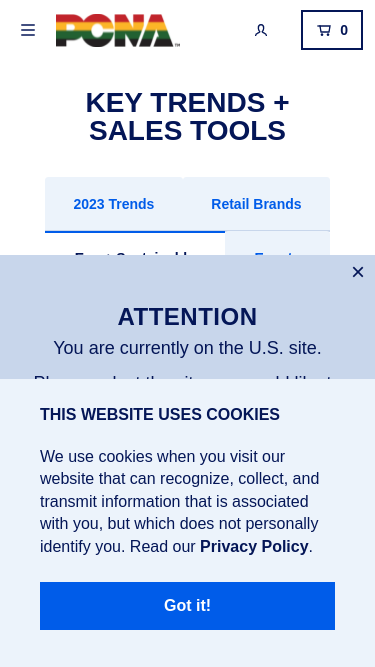 PCNA
0
KEY TRENDS +
SALES TOOLS
2023 Trends
Retail Brands
ATTENTION
You are currently on the U.S. site.
THIS WEBSITE USES COOKIES
We use cookies when you visit our
website that can recognize, collect, and
transmit information that is associated
with you, but which does not personally
identify you. Read our Privacy Policy.
Got it!